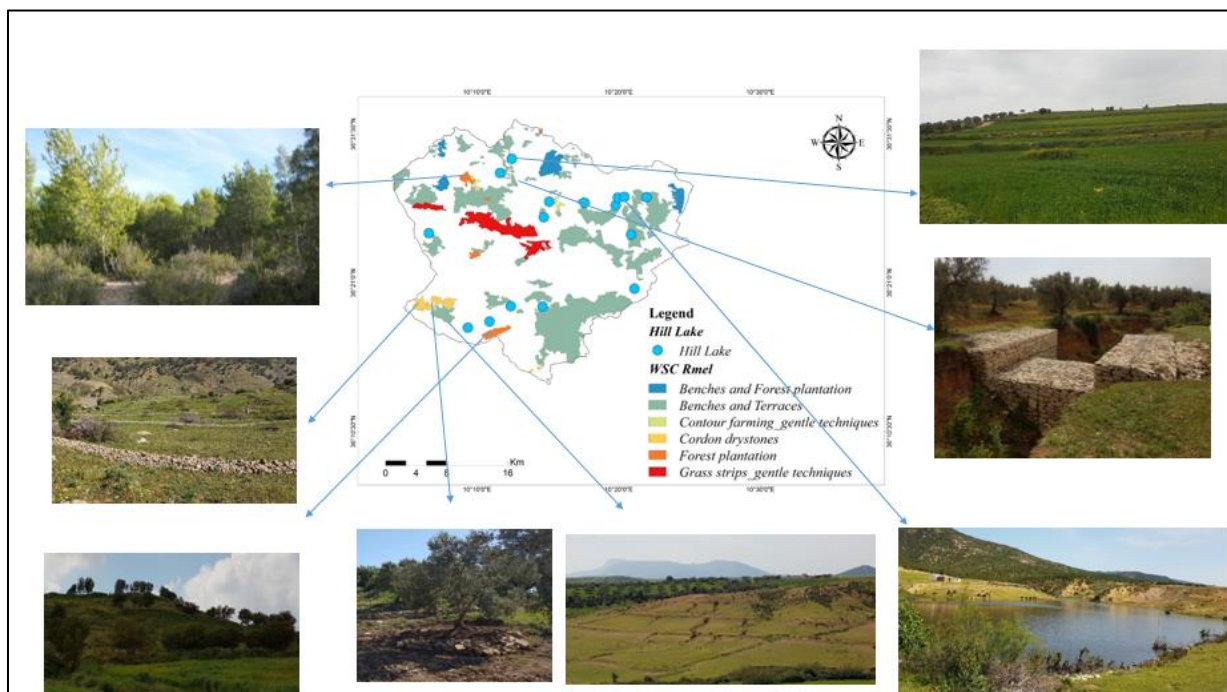 10°10'0"E 10°20'0"E 10°30'0"E
N
W E
S
Legend
Hill Lake
Hill Lake
WSC Rmel
Benches and Forest plantation
Benches and Terraces
Contour farming_gentle techniques
Cordon drystones
Forest plantation
Grass strips_gentle techniques
Km
0 4 8 16
10°10'0"E 10°20'0"E 10°30'0"E